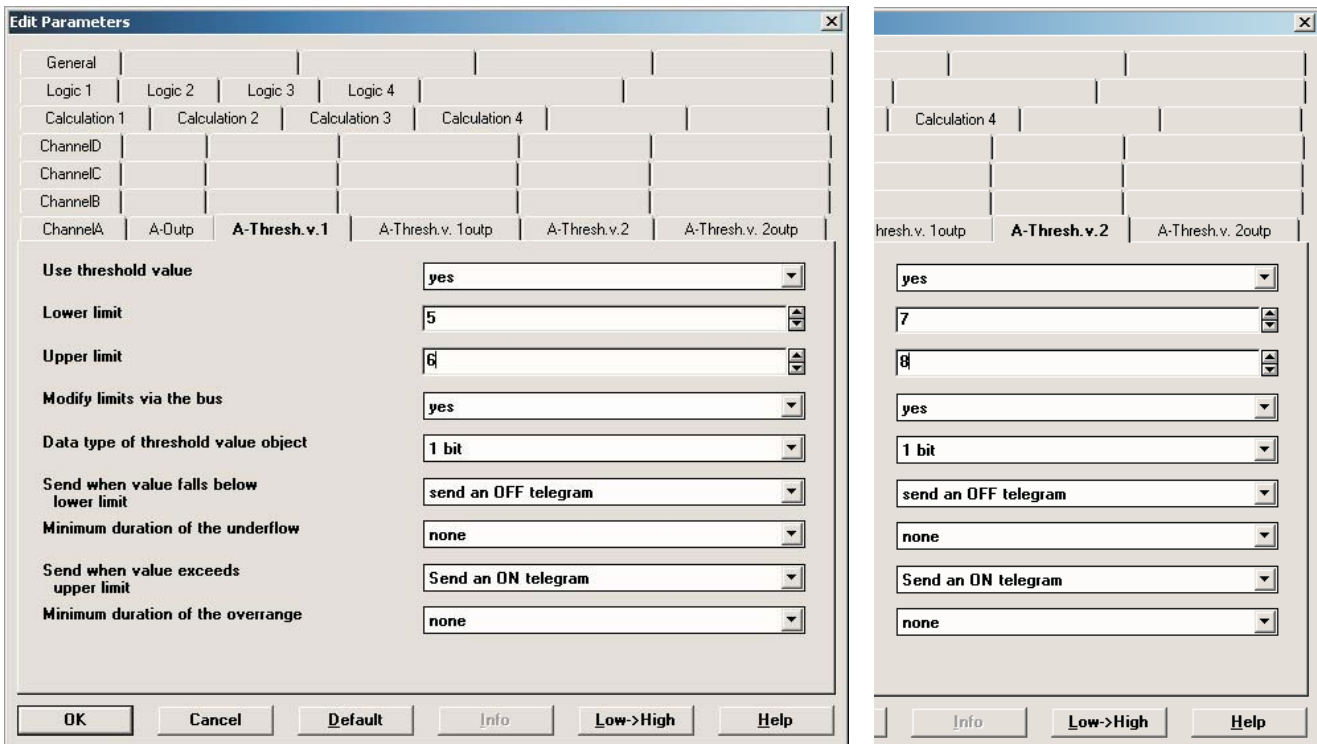 Edit Parameters
General
Logic 1 Logic 2 Logic 3 Logic 4
Calculation 1 Calculation 2 Calculation 3 Calculation 4
ChannelD
ChannelC
ChannelB
ChannelA A-Outp A-Thresh.v.1 A-Thresh.v. 1outp A-Thresh.v.2 A-Thresh.v. 2outp
Use threshold value yes
Lower limit 5
Upper limit 6
Modify limits via the bus yes
Data type of threshold value object 1 bit
Send when value falls below
lower limit send an OFF telegram
Minimum duration of the underflow none
Send when value exceeds
upper limit Send an ON telegram
Minimum duration of the overrange none
OK Cancel Default Info Low->High Help
Calculation 4
hresh.v. 1outp A-Thresh.v.2 A-Thresh.v. 2outp
yes
7
8
yes
1 bit
send an OFF telegram
none
Send an ON telegram
none
Info Low->High Help